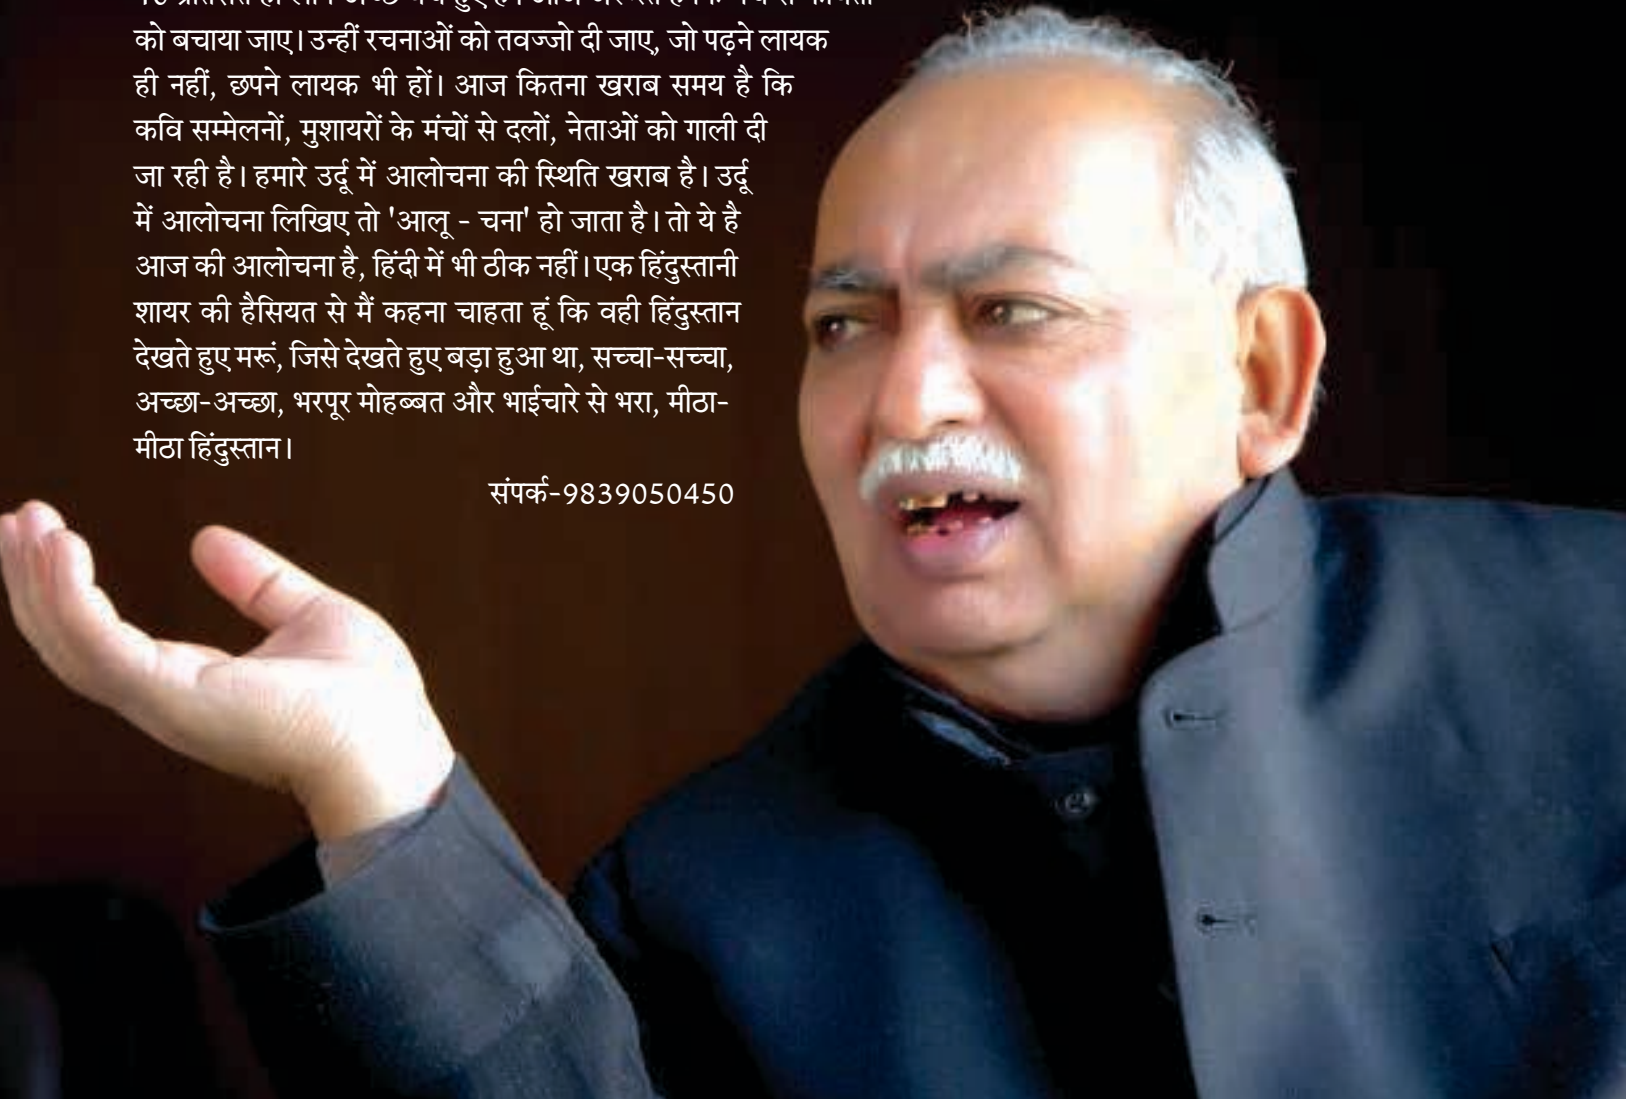 को बचाया जाए। उन्हीं रचनाओं को तवज्जो दी जाए, जो पढ़ने लायक
ही नहीं, छपने लायक भी हों। आज कितना खराब समय है कि
कवि सम्मेलनों, मुशायरों के मंचों से दलों, नेताओं को गाली दी
जा रही है। हमारे उर्दू में आलोचना की स्थिति खराब है। उर्दू
में आलोचना लिखिए तो 'आलू - चना' हो जाता है। तो ये है
आज की आलोचना है, हिंदी में भी ठीक नहीं। एक हिंदुस्तानी
शायर की हैसियत से मैं कहना चाहता हूं कि वही हिंदुस्तान
देखते हुए मरूं, जिसे देखते हुए बड़ा हुआ था, सच्चा-सच्चा,
अच्छा-अच्छा, भरपूर मोहब्बत और भाईचारे से भरा, मीठा-
मीठा हिंदुस्तान।
संपर्क-9839050450